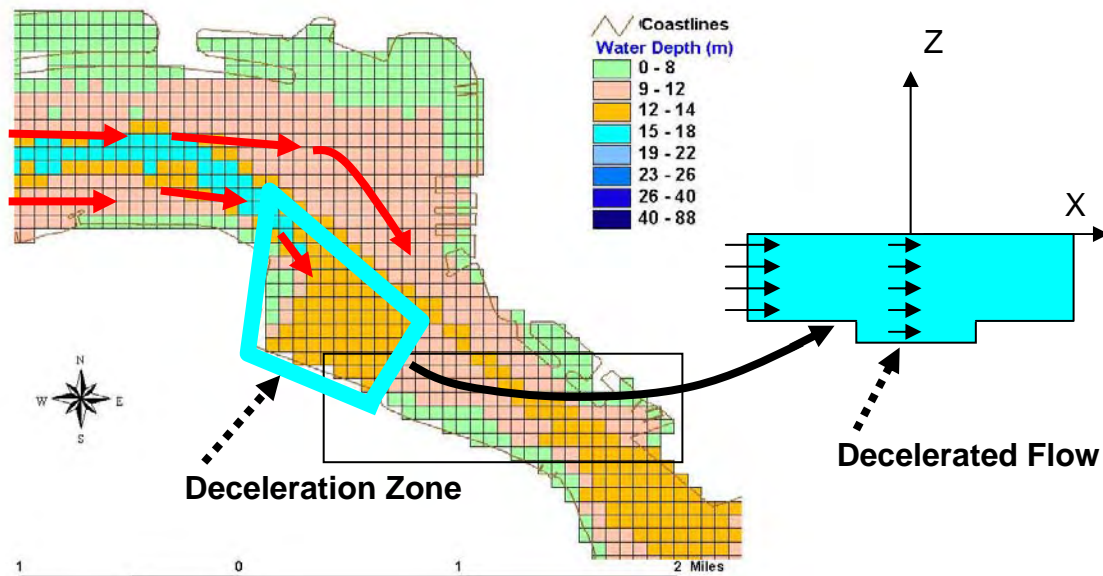 Coastlines
Water Depth (m)
0 - 8
9 - 12
12 - 14
15 - 18
19 - 22
23 - 26
26 - 40
40 - 88
Z
X
N
W E
S
Deceleration Zone
Decelerated Flow
1 0 1 2 Miles